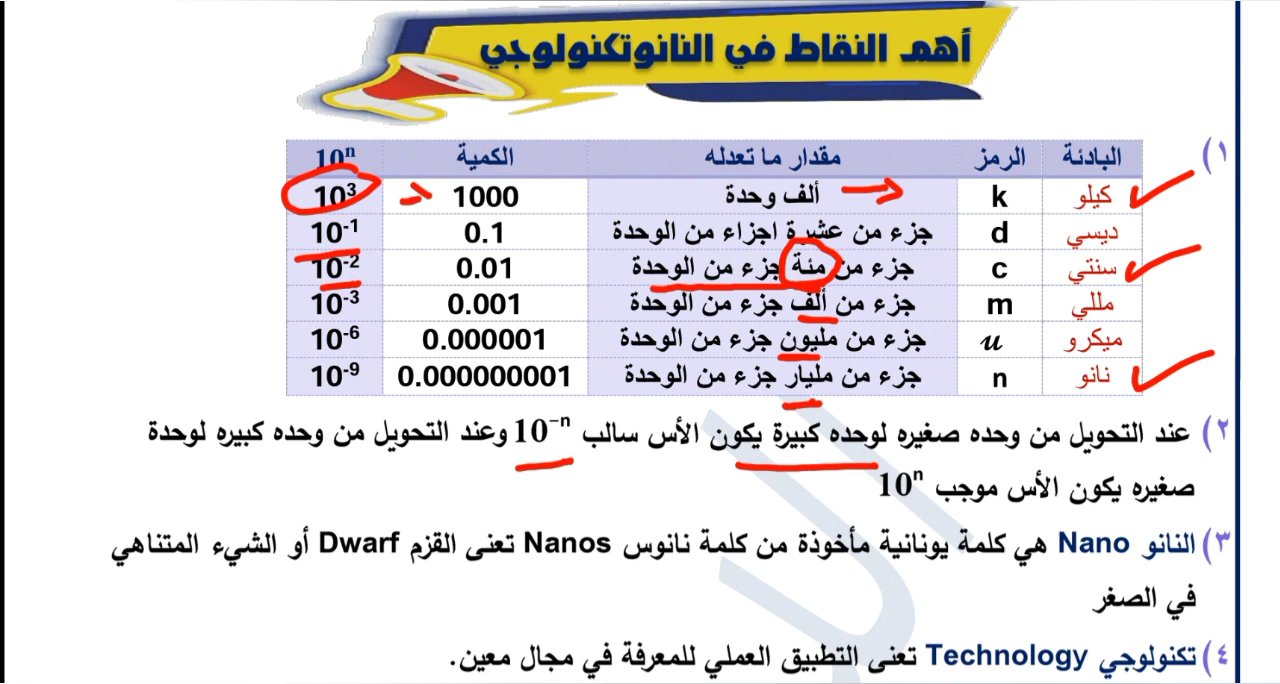 أهم النقاط في النانوتكنولوجي
١) البادئة الرمز مقدار ما تعدله الكمية 10ⁿ
كيلو k ألف وحدة 1000 10³
ديسي d جزء من عشرة اجزاء من الوحدة 0.1 10⁻¹
سنتي c جزء من مئة جزء من الوحدة 0.01 10⁻²
مللي m جزء من ألف جزء من الوحدة 0.001 10⁻³
ميكرو u جزء من مليون جزء من الوحدة 0.000001 10⁻⁶
نانو n جزء من مليار جزء من الوحدة 0.000000001 10⁻⁹
٢) عند التحويل من وحده صغيره لوحده كبيرة يكون الأس سالب 10⁻ⁿ وعند التحويل من وحده كبيره لوحدة
صغيره يكون الأس موجب 10ⁿ
٣) النانو Nano هي كلمة يونانية مأخوذة من كلمة نانوس Nanos تعنى القزم Dwarf أو الشيء المتناهي
في الصغر
٤) تكنولوجي Technology تعنى التطبيق العملي للمعرفة في مجال معين.